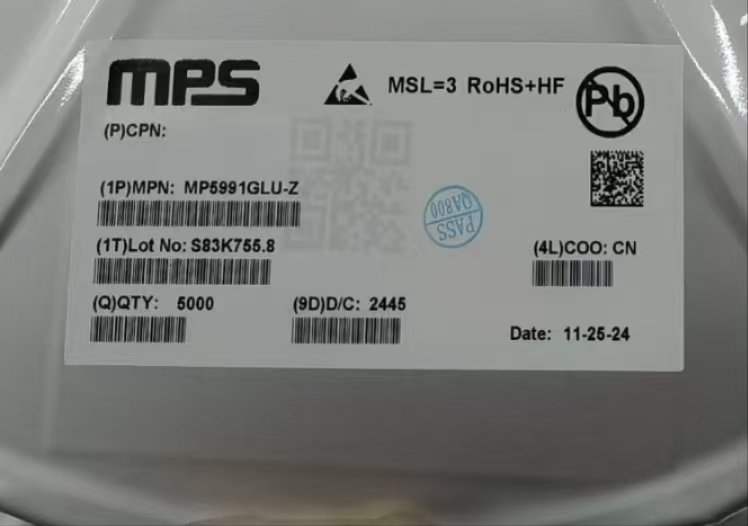 MPS
MSL=3 RoHS+HF
Pb
(P)CPN:
(1P)MPN: MP5991GLU-Z
PASS
QA800
(1T)Lot No: S83K755.8
(4L)COO: CN
(Q)QTY: 5000
(9D)D/C: 2445
Date: 11-25-24